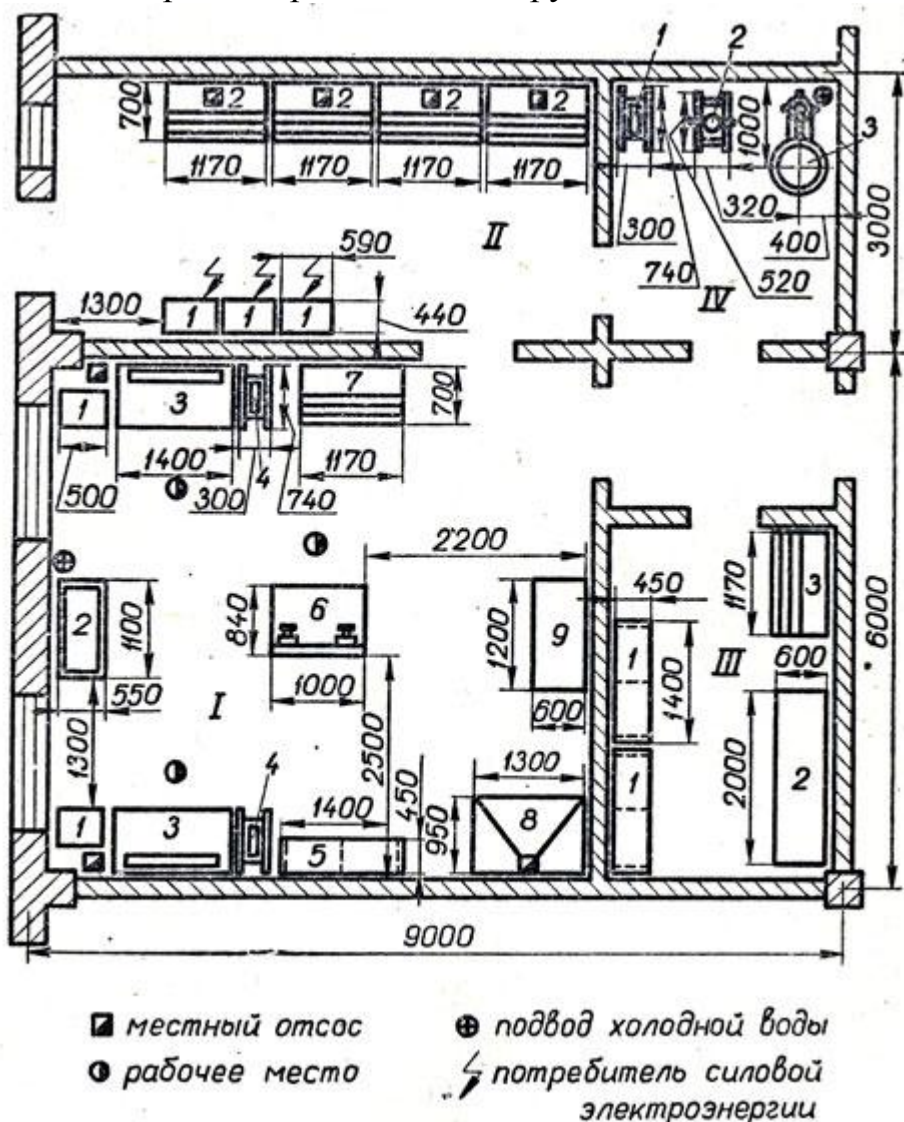 1 2
700 2 2 2 2 1000 3
1170 1170 1170 1170
320
590 II 300 400 3000
740 IV 520
1300 1 1 1 440
1 3 4 7 700
1400 1170
500 300 740
2200
450
2 1100 840 6 1200 9 1170 3
1 III 600
550 1000 1400
I 600
1300 2500
4 1300 2000 2
1 3 1400 450 950 8 1
5
6000
9000
местный отсос
подвод холодной воды
рабочее место
потребитель силовой
электроэнергии